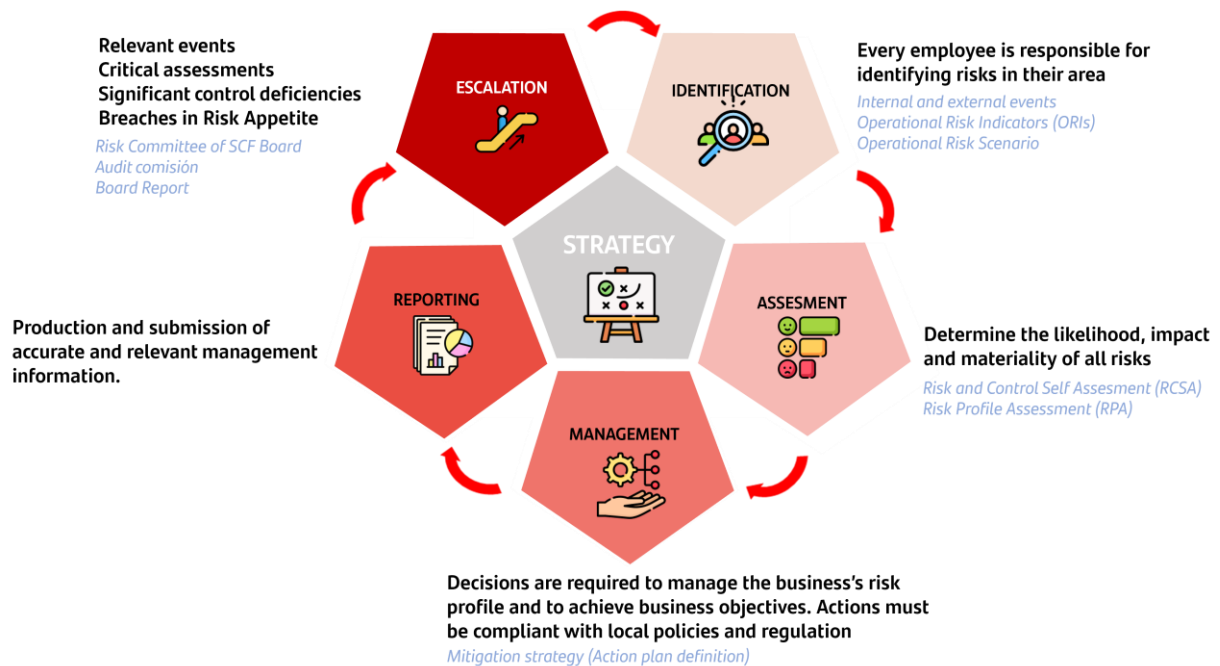 Relevant events
Critical assessments
Significant control deficiencies
Breaches in Risk Appetite
Risk Committee of SCF Board
Audit comisión
Board Report
ESCALATION
IDENTIFICATION
Every employee is responsible for
identifying risks in their area
Internal and external events
Operational Risk Indicators (ORIs)
Operational Risk Scenario
STRATEGY
REPORTING
Production and submission of
accurate and relevant management
information.
ASSESMENT
Determine the likelihood, impact
and materiality of all risks
Risk and Control Self Assesment (RCSA)
Risk Profile Assessment (RPA)
MANAGEMENT
Decisions are required to manage the business's risk
profile and to achieve business objectives. Actions must
be compliant with local policies and regulation
Mitigation strategy (Action plan definition)